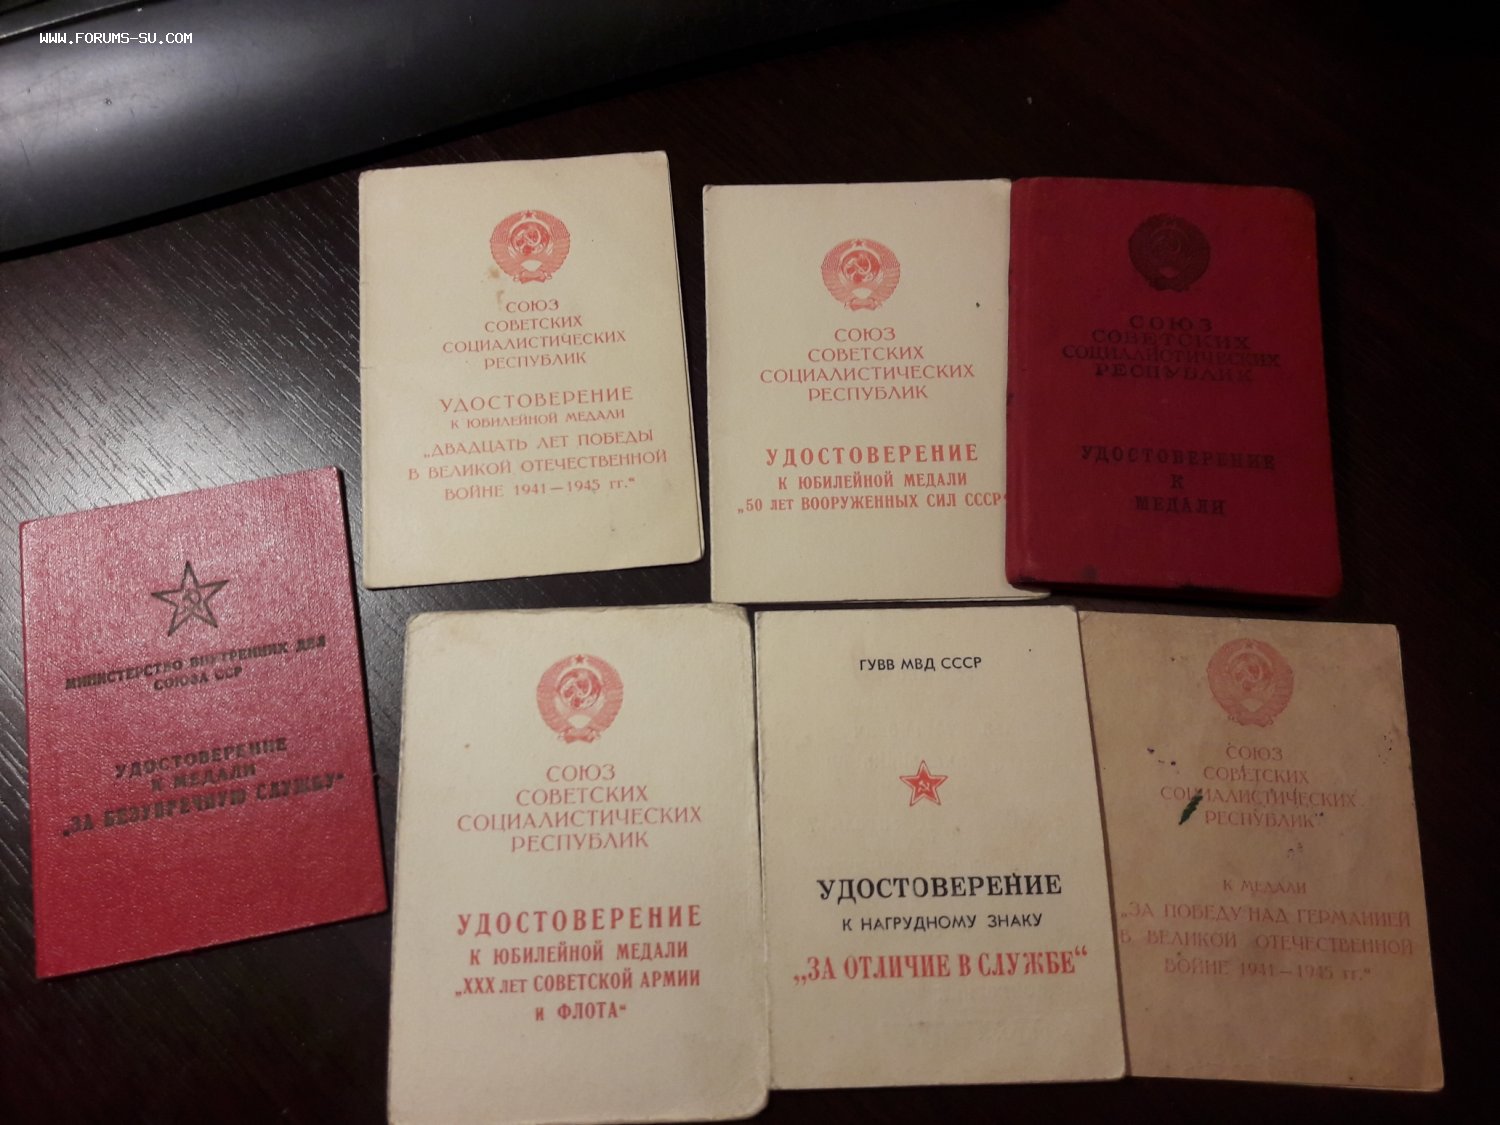 WWW.FORUMS-SU.COM
СОЮЗ
СОВЕТСКИХ
СОЦИАЛИСТИЧЕСКИХ
РЕСПУБЛИК
УДОСТОВЕРЕНИЕ
К ЮБИЛЕЙНОЙ МЕДАЛИ
„ДВАДЦАТЬ ЛЕТ ПОБЕДЫ
В ВЕЛИКОЙ ОТЕЧЕСТВЕННОЙ
ВОЙНЕ 1941—1945 гг.“
СОЮЗ
СОВЕТСКИХ
СОЦИАЛИСТИЧЕСКИХ
РЕСПУБЛИК
УДОСТОВЕРЕНИЕ
К ЮБИЛЕЙНОЙ МЕДАЛИ
„50 ЛЕТ ВООРУЖЕННЫХ СИЛ СССР“
СОЮЗ
СОВЕТСКИХ
СОЦИАЛИСТИЧЕСКИХ
РЕСПУБЛИК
УДОСТОВЕРЕНИЕ
К
МЕДАЛИ
МИНИСТЕРСТВО ВНУТРЕННИХ ДЕЛ
СОЮЗА ССР
УДОСТОВЕРЕНИЕ
К МЕДАЛИ
„ЗА БЕЗУПРЕЧНУЮ СЛУЖБУ“
СОЮЗ
СОВЕТСКИХ
СОЦИАЛИСТИЧЕСКИХ
РЕСПУБЛИК
УДОСТОВЕРЕНИЕ
К ЮБИЛЕЙНОЙ МЕДАЛИ
„XXX ЛЕТ СОВЕТСКОЙ АРМИИ
И ФЛОТА“
ГУВВ МВД СССР
УДОСТОВЕРЕНИЕ
К НАГРУДНОМУ ЗНАКУ
„ЗА ОТЛИЧИЕ В СЛУЖБЕ“
СОЮЗ
СОВЕТСКИХ
СОЦИАЛИСТИЧЕСКИХ
РЕСПУБЛИК
К МЕДАЛИ
„ЗА ПОБЕДУ НАД ГЕРМАНИЕЙ
В ВЕЛИКОЙ ОТЕЧЕСТВЕННОЙ
ВОЙНЕ 1941—1945 гг.“